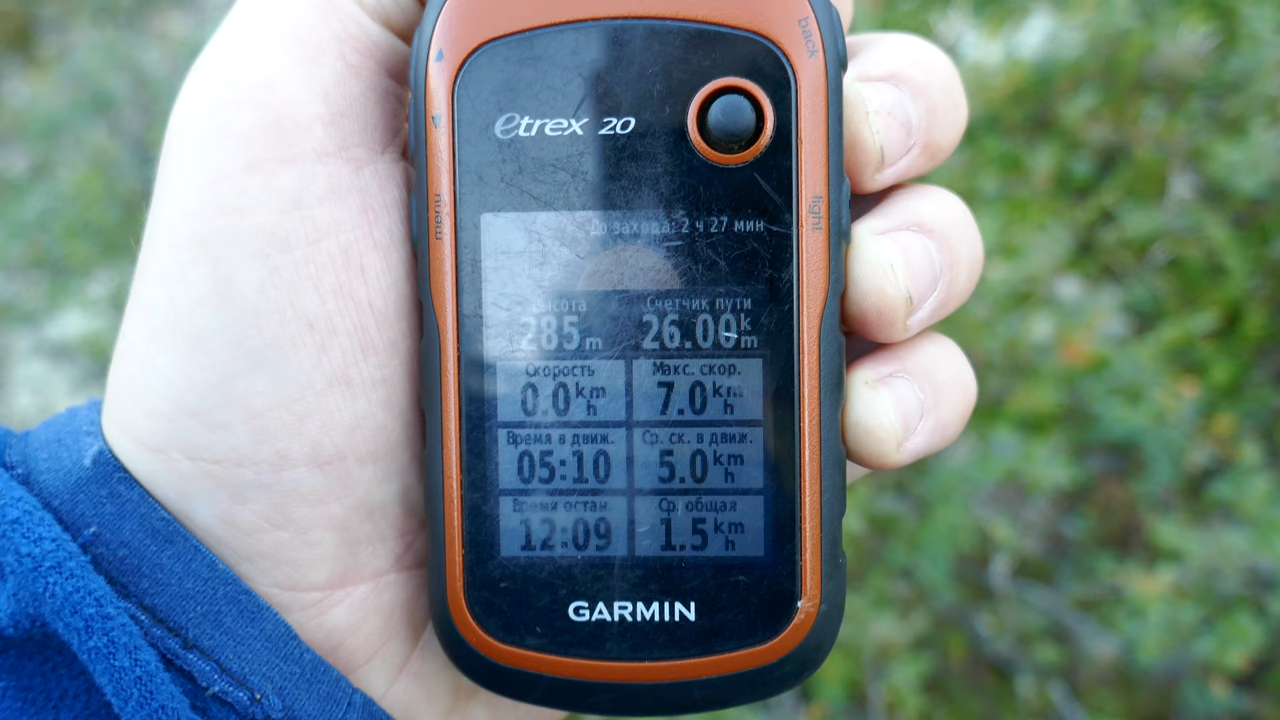 back
etrex 20
menu
light
До захода: 2 ч 27 мин
Высота Счетчик пути
285 m 26.00 km
Скорость Макс. скор.
0.0 km/h 7.0 km/h
Время в движ. Ср. ск. в движ.
05:10 5.0 km/h
Время остан. Ср. общая
12:09 1.5 km/h
GARMIN